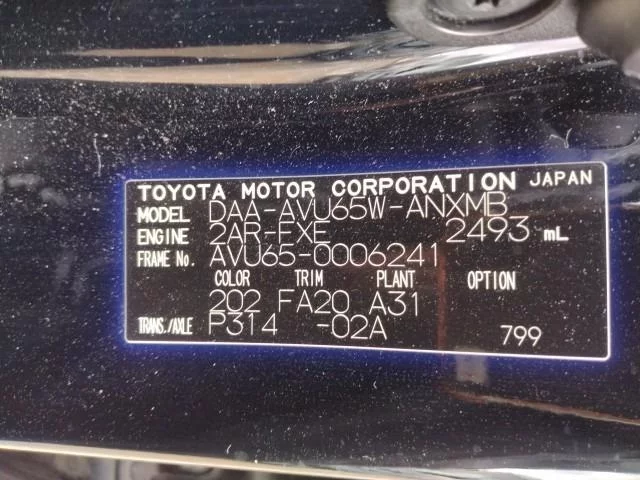 TOYOTA MOTOR CORPORATION JAPAN
MODEL DAA-AVU65W-ANXMB
ENGINE 2AR-FXE 2493 mL
FRAME No. AVU65-0006241
COLOR TRIM PLANT OPTION
202 FA20 A31
TRANS./AXLE P314 -02A 799